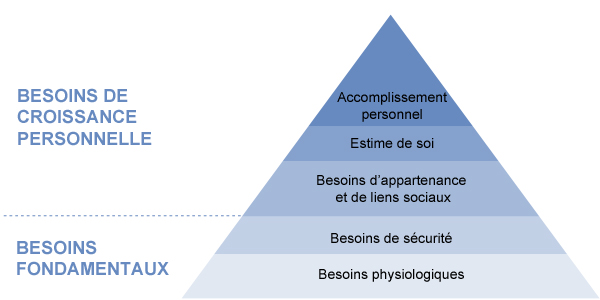 BESOINS DE
CROISSANCE
PERSONNELLE
Accomplissement
personnel
Estime de soi
Besoins d’appartenance
et de liens sociaux
BESOINS
FONDAMENTAUX
Besoins de sécurité
Besoins physiologiques